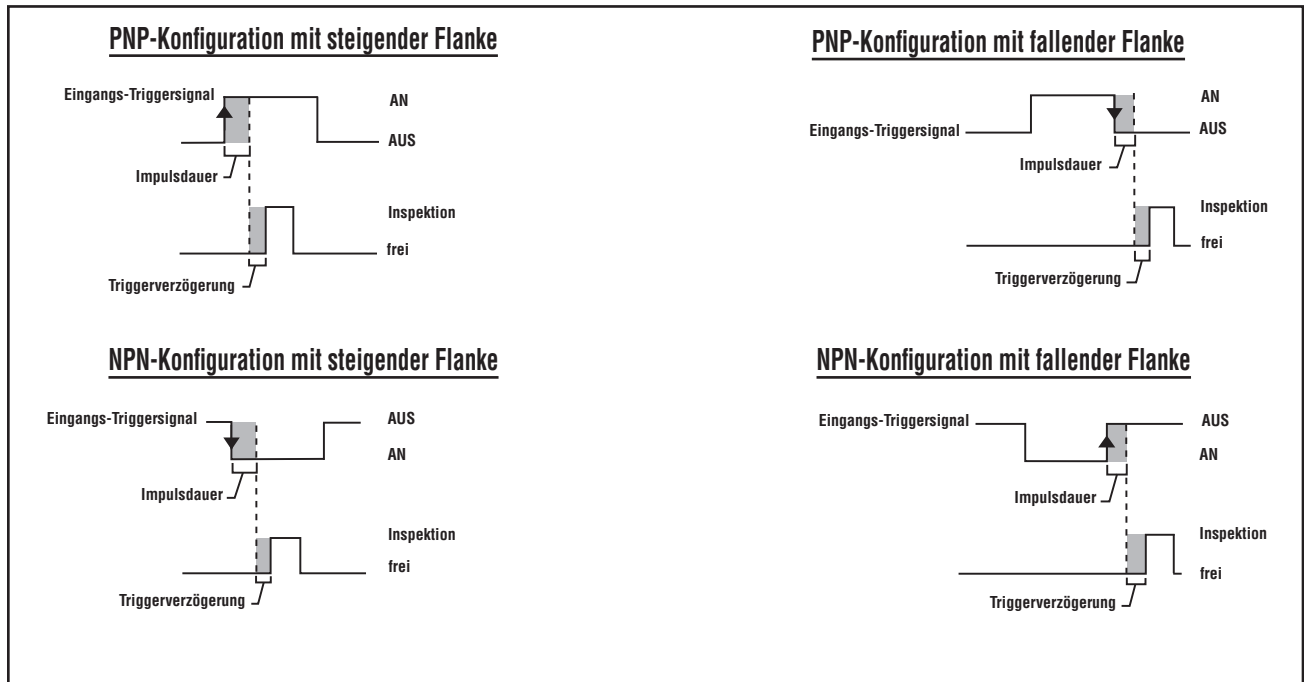 PNP-Konfiguration mit steigender Flanke
Eingangs-Triggersignal
AN
AUS
Impulsdauer
Inspektion
frei
Triggerverzögerung
PNP-Konfiguration mit fallender Flanke
AN
Eingangs-Triggersignal
AUS
Impulsdauer
Inspektion
frei
Triggerverzögerung
NPN-Konfiguration mit steigender Flanke
Eingangs-Triggersignal
AUS
AN
Impulsdauer
Inspektion
frei
Triggerverzögerung
NPN-Konfiguration mit fallender Flanke
Eingangs-Triggersignal
AUS
AN
Impulsdauer
Inspektion
frei
Triggerverzögerung